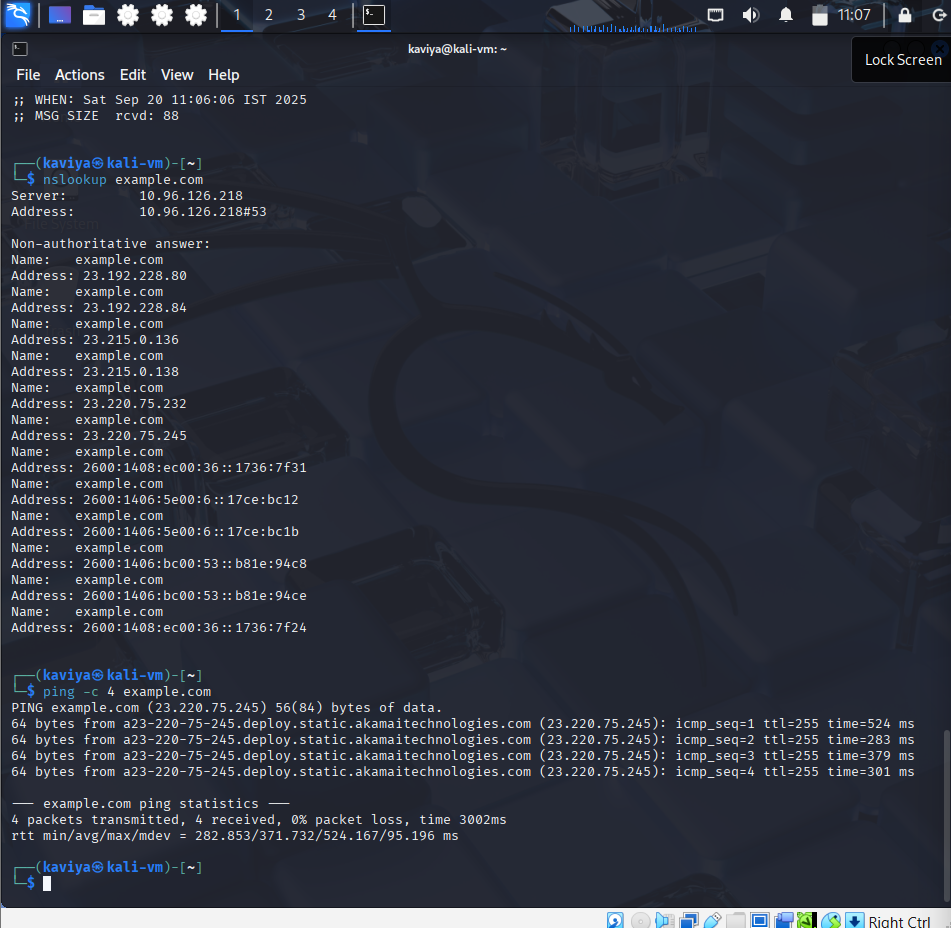 1 2 3 4 11:07
kaviya@kali-vm: ~
Lock Screen
File Actions Edit View Help
;; WHEN: Sat Sep 20 11:06:06 IST 2025
;; MSG SIZE  rcvd: 88
┌──(kaviya㉿kali-vm)-[~]
└─$ nslookup example.com
Server:         10.96.126.218
Address:        10.96.126.218#53
Non-authoritative answer:
Name:   example.com
Address: 23.192.228.80
Name:   example.com
Address: 23.192.228.84
Name:   example.com
Address: 23.215.0.136
Name:   example.com
Address: 23.215.0.138
Name:   example.com
Address: 23.220.75.232
Name:   example.com
Address: 23.220.75.245
Name:   example.com
Address: 2600:1408:ec00:36::1736:7f31
Name:   example.com
Address: 2600:1406:5e00:6::17ce:bc12
Name:   example.com
Address: 2600:1406:5e00:6::17ce:bc1b
Name:   example.com
Address: 2600:1406:bc00:53::b81e:94c8
Name:   example.com
Address: 2600:1406:bc00:53::b81e:94ce
Name:   example.com
Address: 2600:1408:ec00:36::1736:7f24
┌──(kaviya㉿kali-vm)-[~]
└─$ ping -c 4 example.com
PING example.com (23.220.75.245) 56(84) bytes of data.
64 bytes from a23-220-75-245.deploy.static.akamaitechnologies.com (23.220.75.245): icmp_seq=1 ttl=255 time=524 ms
64 bytes from a23-220-75-245.deploy.static.akamaitechnologies.com (23.220.75.245): icmp_seq=2 ttl=255 time=283 ms
64 bytes from a23-220-75-245.deploy.static.akamaitechnologies.com (23.220.75.245): icmp_seq=3 ttl=255 time=379 ms
64 bytes from a23-220-75-245.deploy.static.akamaitechnologies.com (23.220.75.245): icmp_seq=4 ttl=255 time=301 ms
--- example.com ping statistics ---
4 packets transmitted, 4 received, 0% packet loss, time 3002ms
rtt min/avg/max/mdev = 282.853/371.732/524.167/95.196 ms
┌──(kaviya㉿kali-vm)-[~]
└─$
Right Ctrl